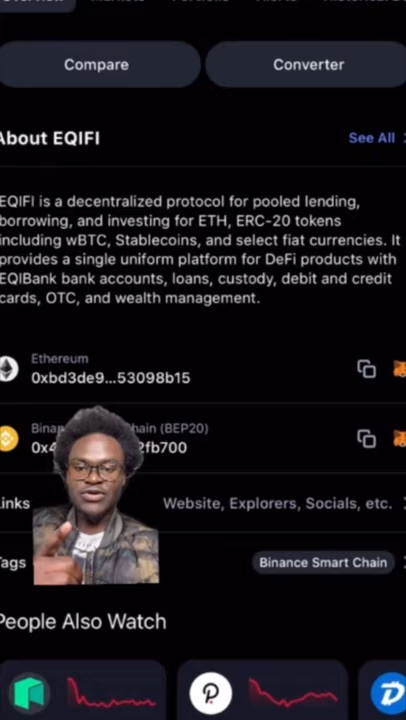 Compare
Converter
About EQIFI
See All
EQIFI is a decentralized protocol for pooled lending,
borrowing, and investing for ETH, ERC-20 tokens
including wBTC, Stablecoins, and select fiat currencies. It
provides a single uniform platform for DeFi products with
EQIBank bank accounts, loans, custody, debit and credit
cards, OTC, and wealth management.
Ethereum
0xbd3de9...53098b15
(BEP20)
2fb700
Links
Website, Explorers, Socials, etc.
Tags
Binance Smart Chain
People Also Watch